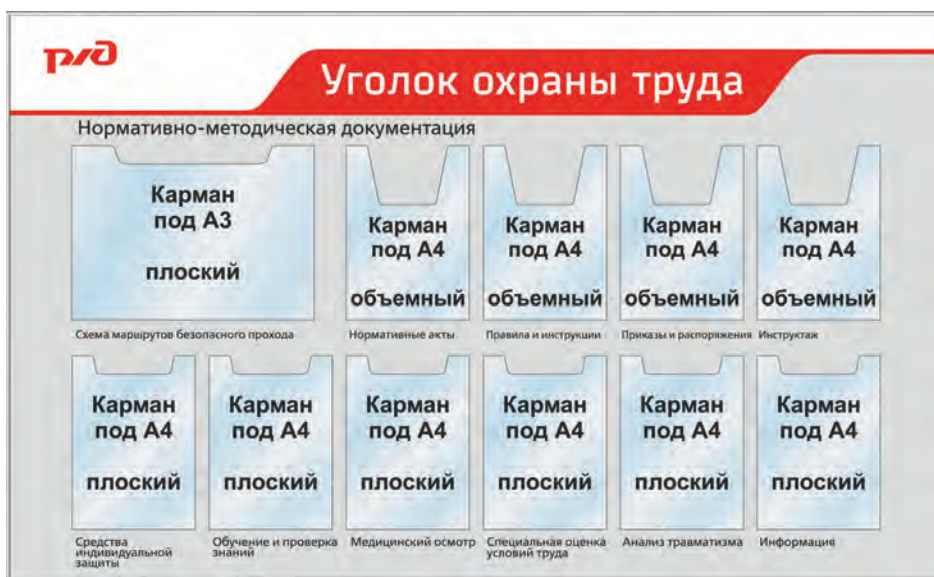 ржд
Уголок охраны труда
Нормативно-методическая документация
Карман
под А3
плоский
Схема маршрутов безопасного прохода
Карман
под А4
объемный
Нормативные акты
Карман
под А4
объемный
Правила и инструкции
Карман
под А4
объемный
Приказы и распоряжения
Карман
под А4
объемный
Инструктаж
Карман
под А4
плоский
Средства
индивидуальной
защиты
Карман
под А4
плоский
Обучение и проверка
знаний
Карман
под А4
плоский
Медицинский осмотр
Карман
под А4
плоский
Специальная оценка
условий труда
Карман
под А4
плоский
Анализ травматизма
Карман
под А4
плоский
Информация